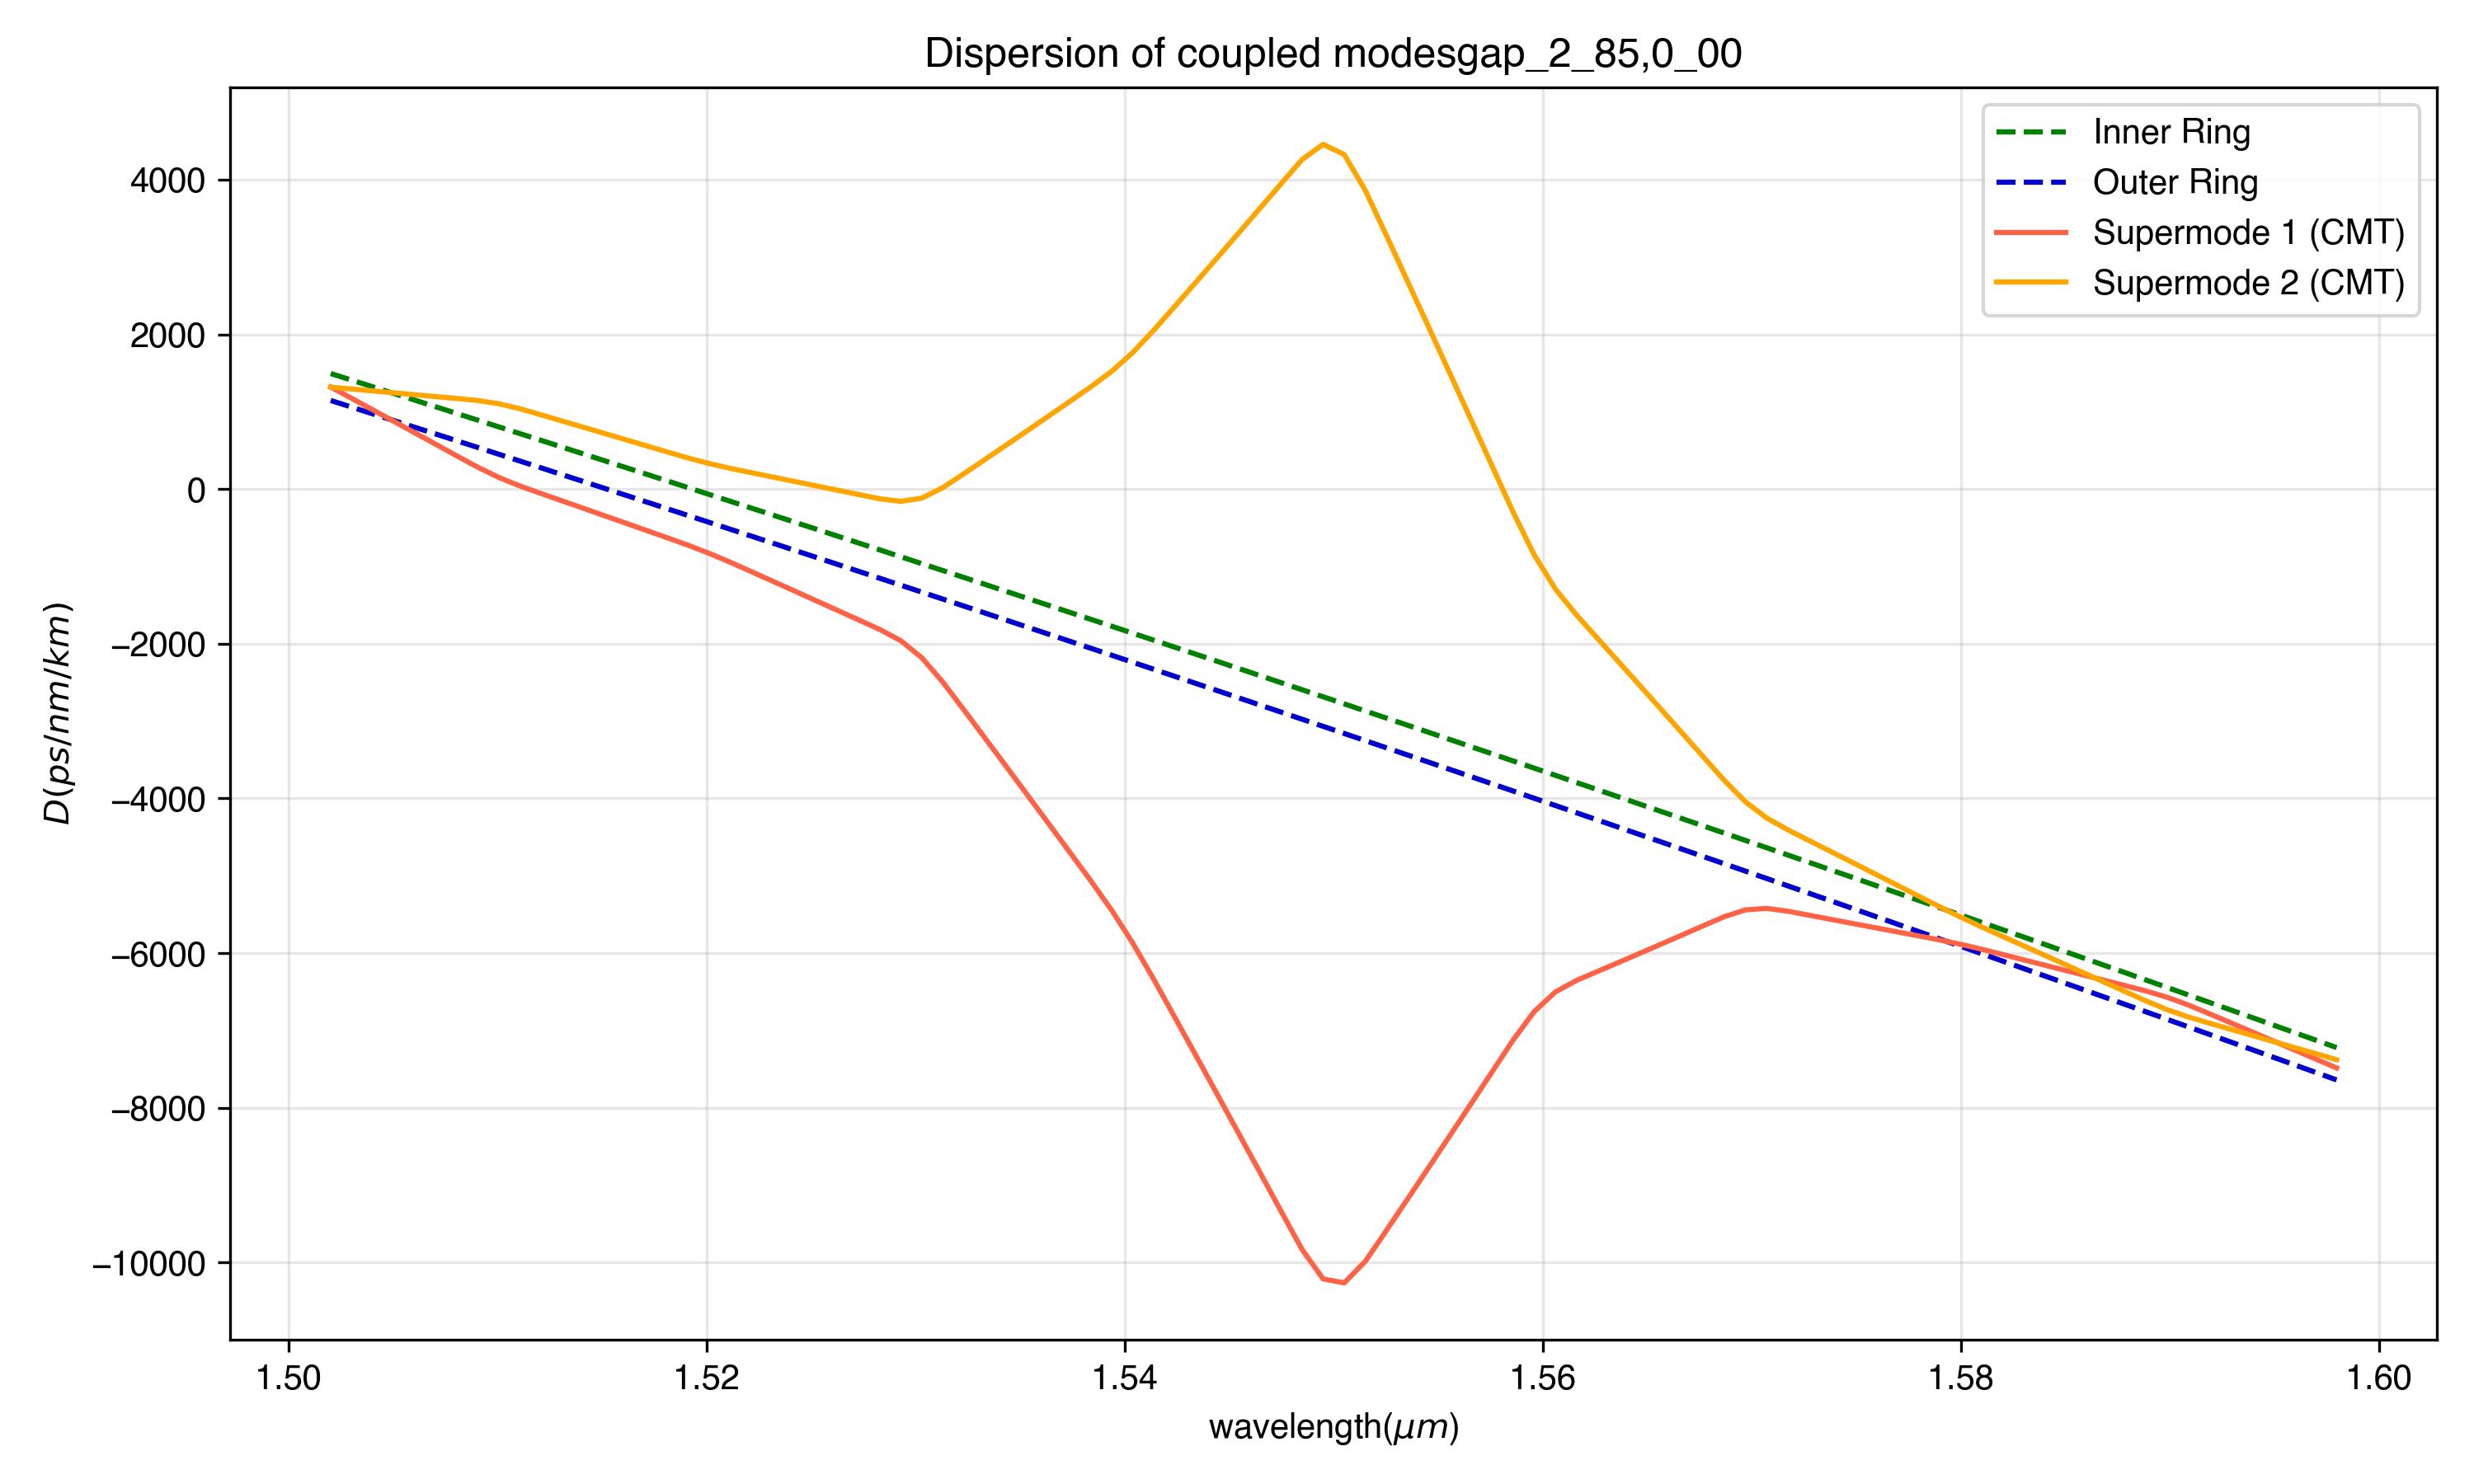 Dispersion of coupled modesgap_2_85,0_00
Inner Ring
Outer Ring
Supermode 1 (CMT)
Supermode 2 (CMT)
D(ps/nm/km)
4000
2000
0
−2000
−4000
−6000
−8000
−10000
1.50 1.52 1.54 1.56 1.58 1.60
wavelength(μm)